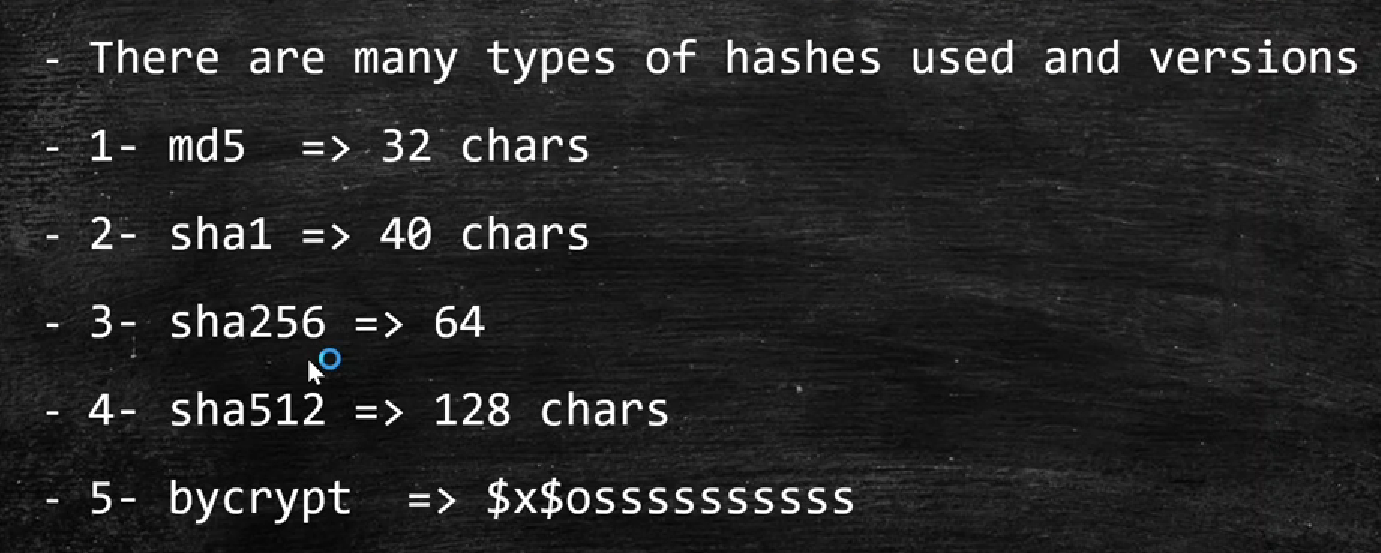 - There are many types of hashes used and versions
- 1- md5  => 32 chars
- 2- sha1 => 40 chars
- 3- sha256 => 64
- 4- sha512 => 128 chars
- 5- bycrypt  => $x$ossssssssss